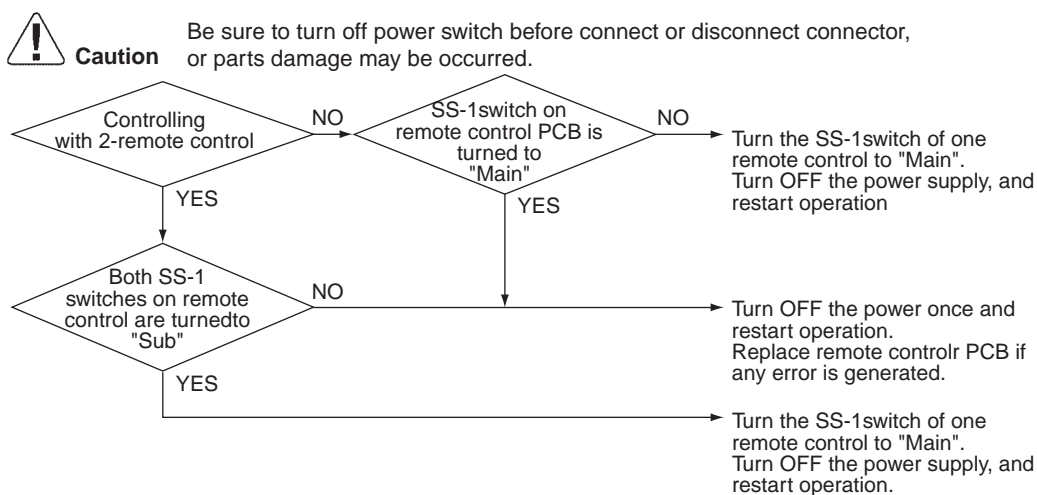 Be sure to turn off power switch before connect or disconnect connector,
Caution or parts damage may be occurred.
Controlling
with 2-remote control
NO
SS-1switch on
remote control PCB is
turned to
"Main"
NO
Turn the SS-1switch of one
remote control to "Main".
Turn OFF the power supply, and
restart operation
YES
YES
Both SS-1
switches on remote
control are turnedto
"Sub"
NO
Turn OFF the power once and
restart operation.
Replace remote controlr PCB if
any error is generated.
YES
Turn the SS-1switch of one
remote control to "Main".
Turn OFF the power supply, and
restart operation.